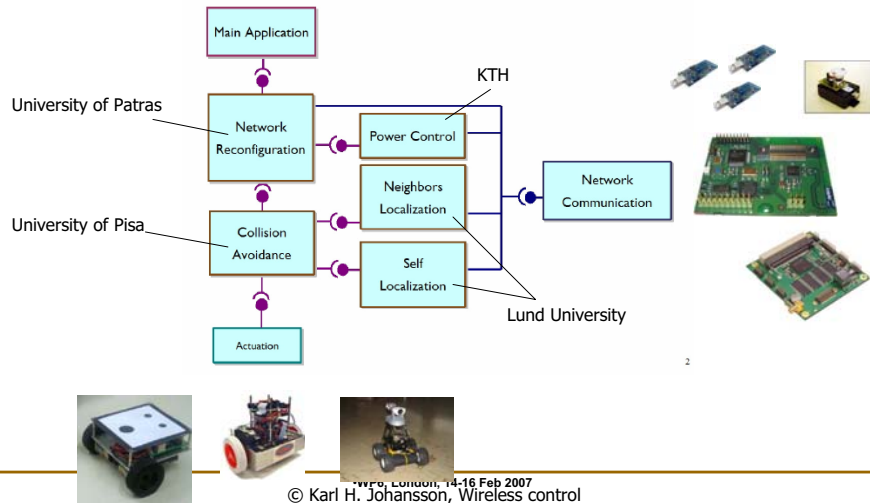 Main Application
KTH
University of Patras
Network
Reconfiguration
Power Control
Neighbors
Localization
Network
Communication
University of Pisa
Collision
Avoidance
Self
Localization
Lund University
Actuation
2
WP6, London, 14-16 Feb 2007
© Karl H. Johansson, Wireless control